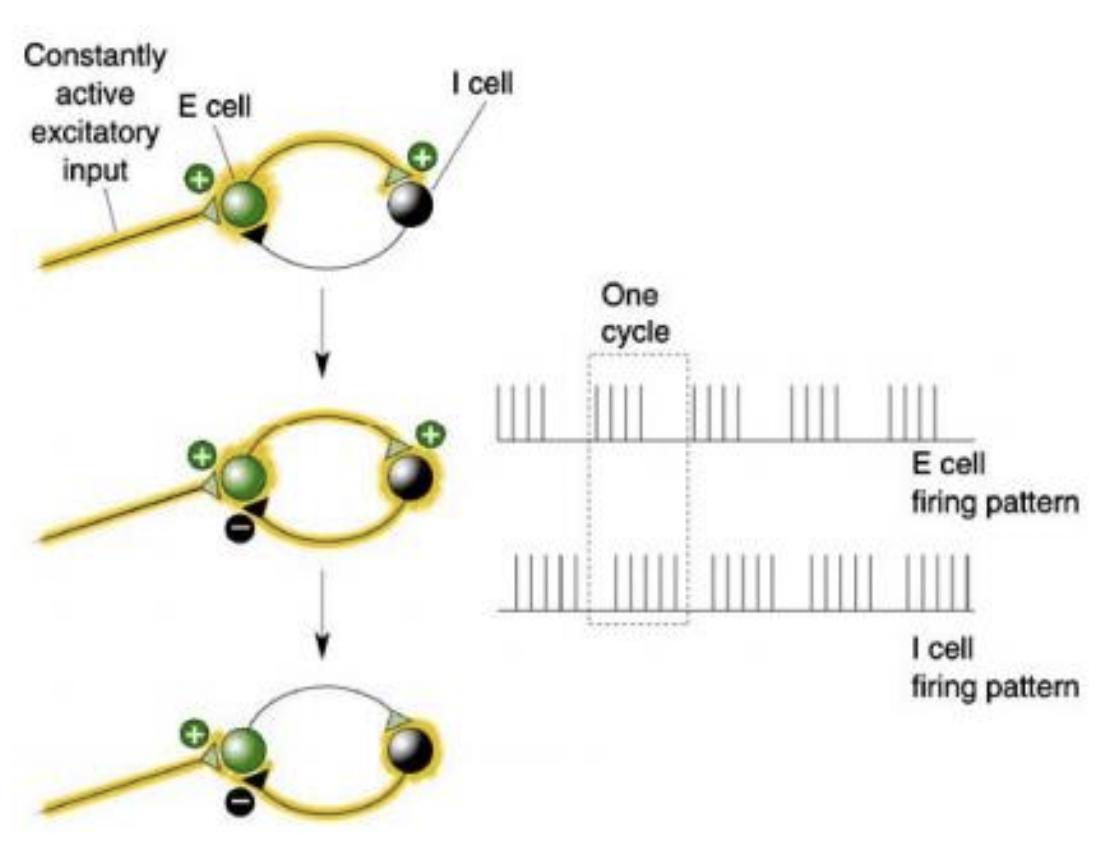 Constantly
active
excitatory
input
E cell
I cell
+
+
One
cycle
+
+
−
E cell
firing pattern
I cell
firing pattern
+
−